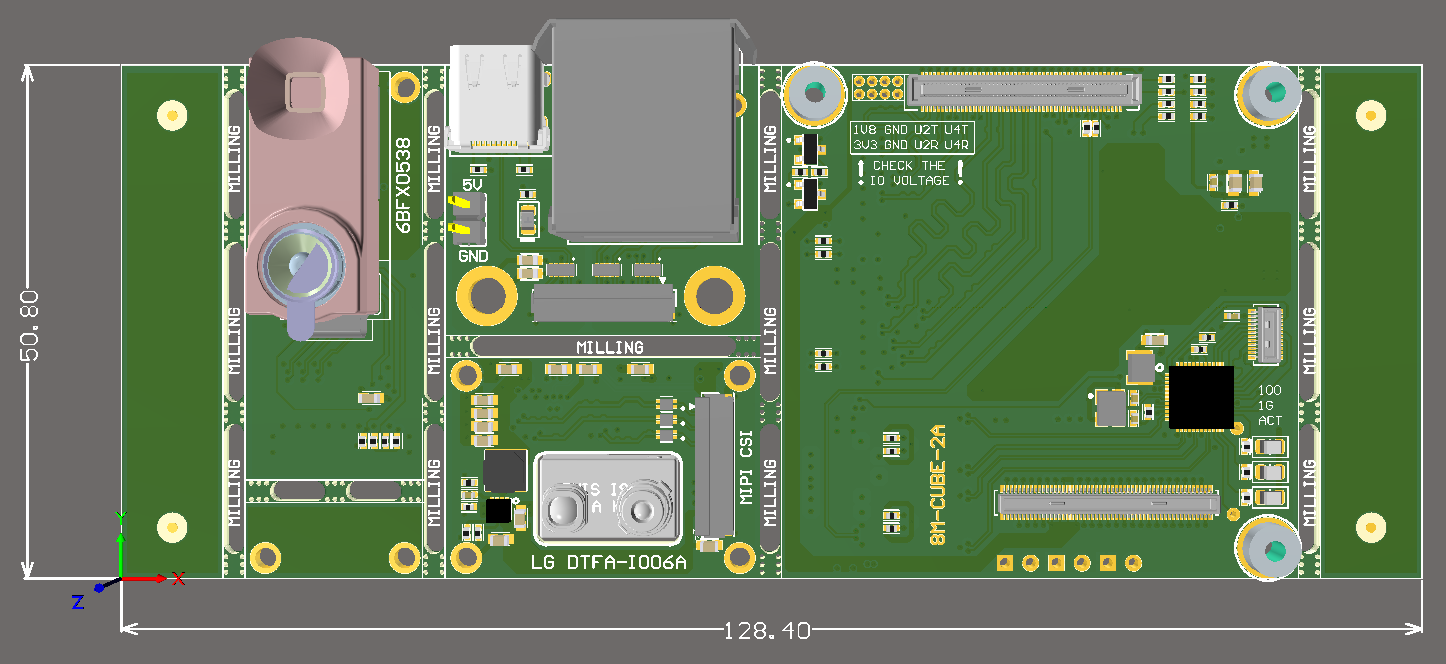 MILLING
6BFX0538
MILLING
5V
GND
MILLING
1V8 GND U2T U4T
3V3 GND U2R U4R
! CHECK THE !
IO VOLTAGE
MILLING
MILLING
MILLING
MILLING
MILLING
MILLING
100
1G
ACT
MILLING
MILLING
MIPI CSI
MILLING
8M-CUBE-2A
MILLING
LG DTFA-I006A
50.80
128.40
X
Y
Z